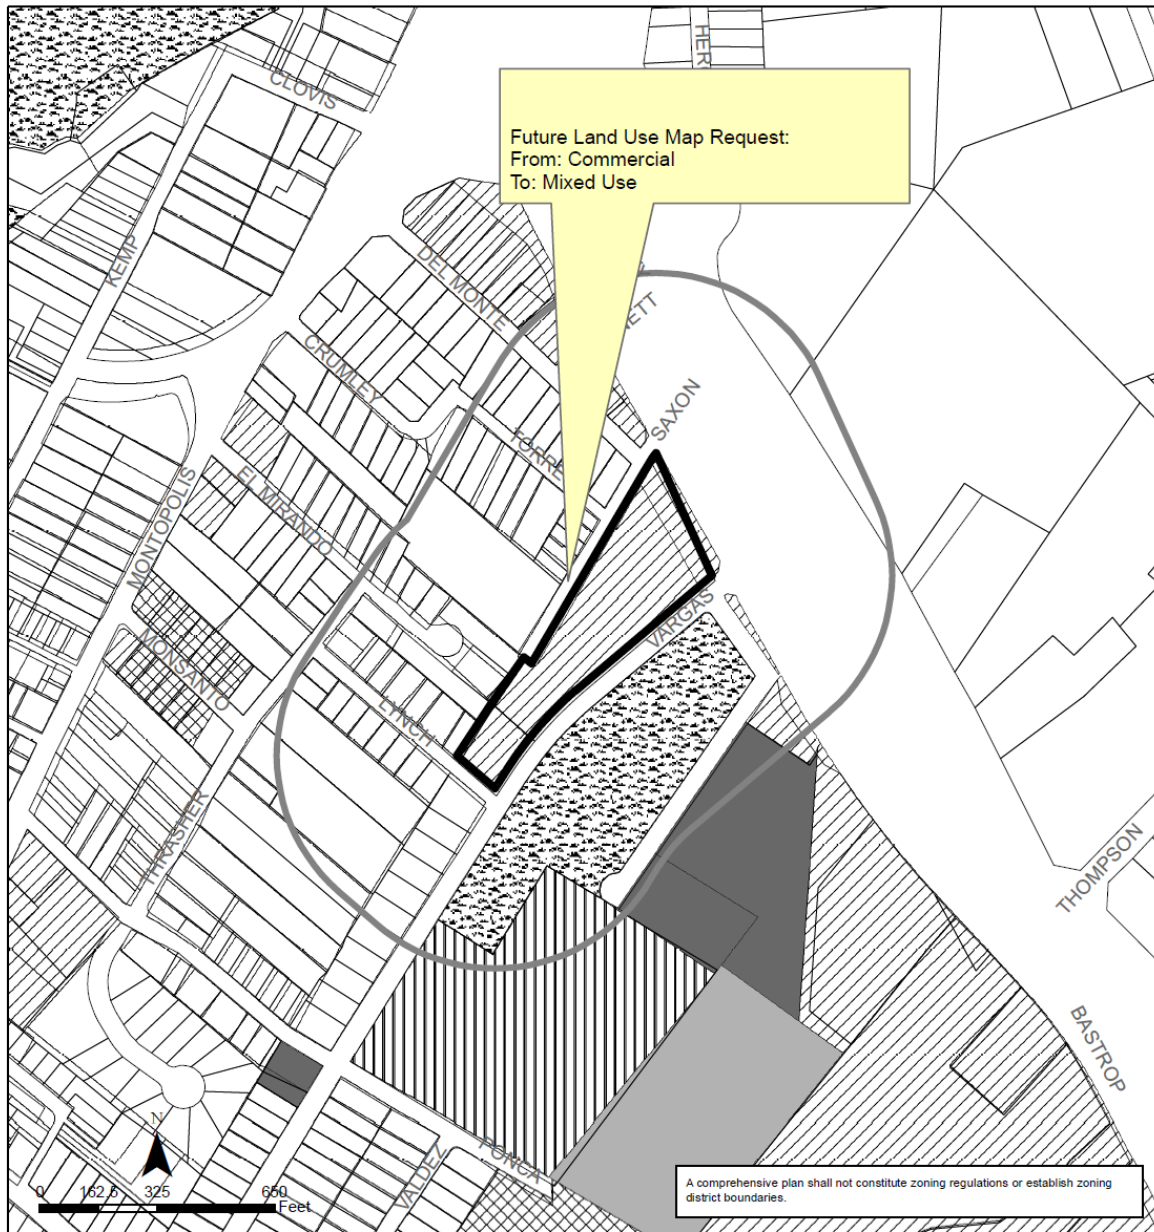 HER
CLOVIS
Future Land Use Map Request:
From: Commercial
To: Mixed Use
KEMP
DEL MONTE
CRUMLEY
SAXON
TORRE
EL MIRANDO
MONTOPOLIS
VARGAS
MONSANTO
LYNCH
THRASHER
THOMPSON
BASTROP
PONCA
VALDEZ
N
0 162.5 325 650
Feet
A comprehensive plan shall not constitute zoning regulations or establish zoning
district boundaries.